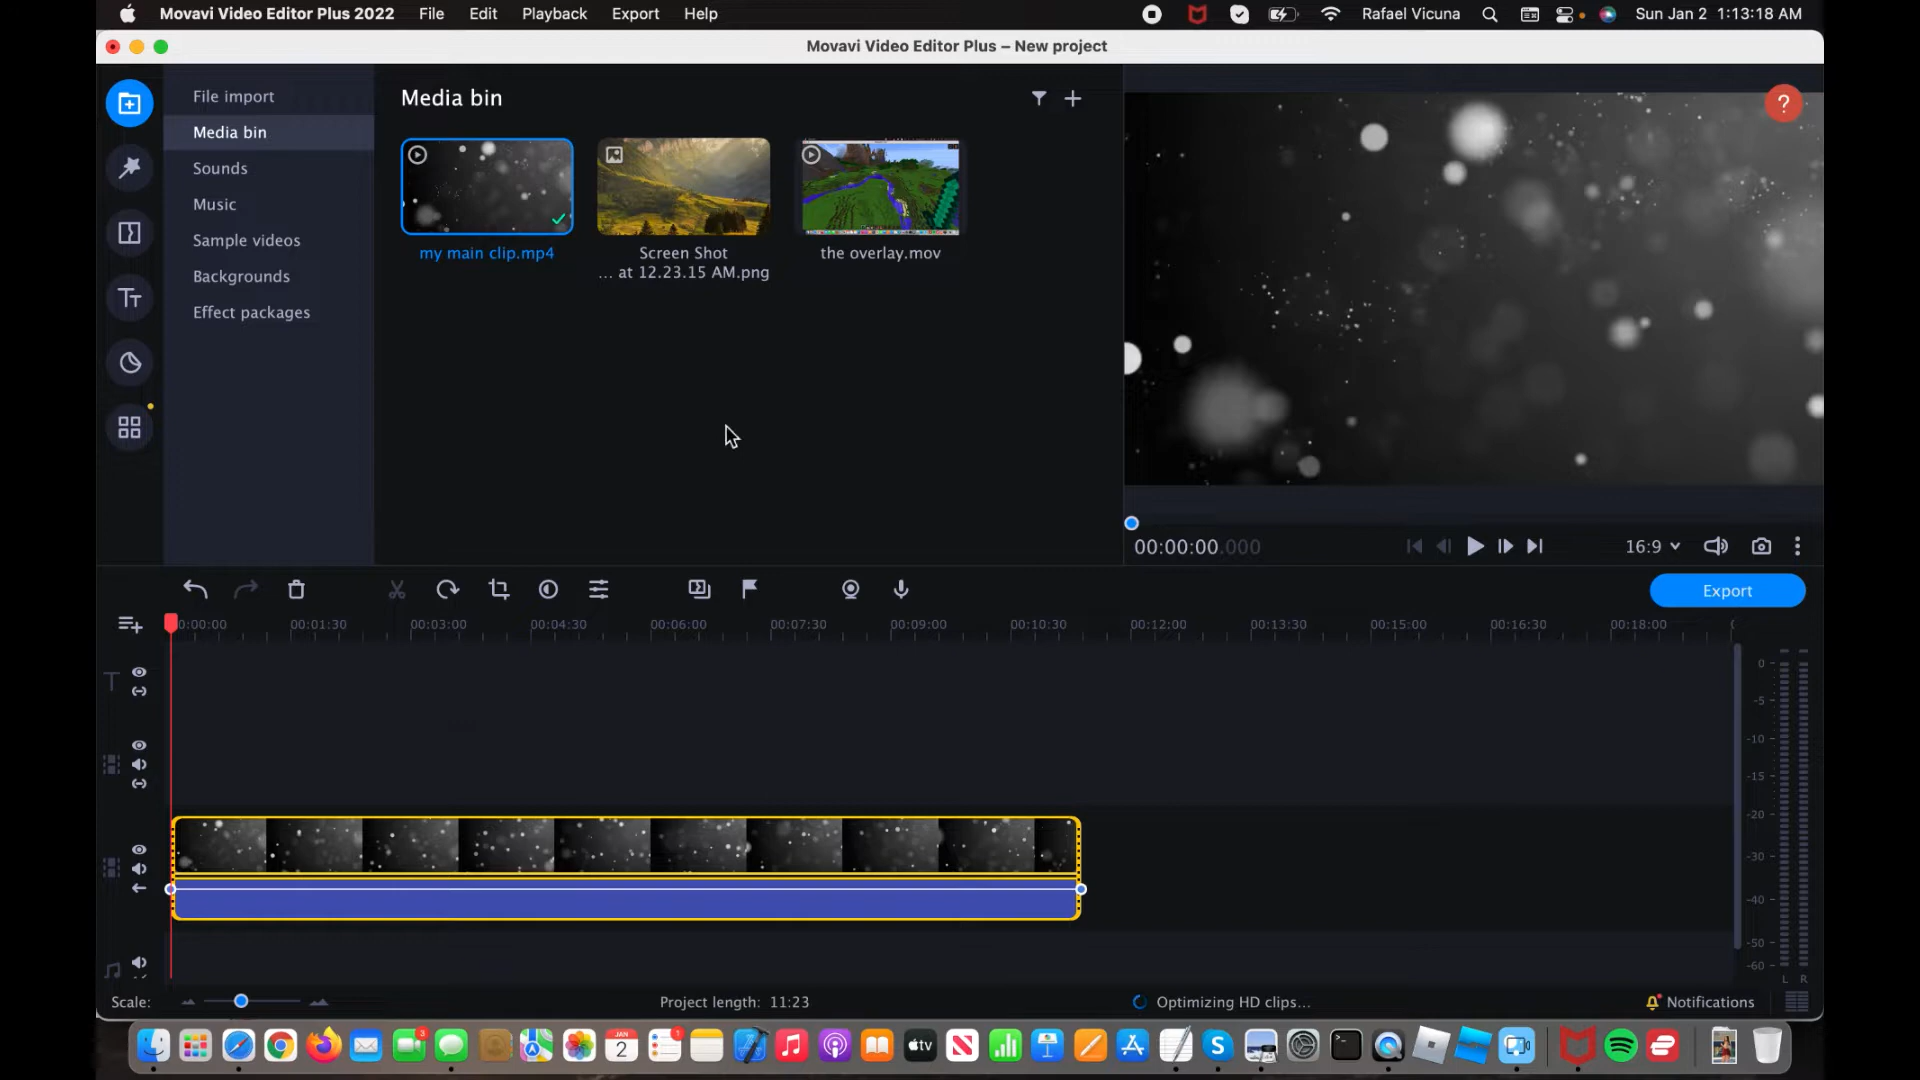 Movavi Video Editor Plus 2022 File Edit Playback Export Help Rafael Vicuna Sun Jan 2 1:13:18 AM
Movavi Video Editor Plus – New project
File import
Media bin
Sounds
Music
Sample videos
Backgrounds
Effect packages
Media bin
my main clip.mp4
Screen Shot
... at 12.23.15 AM.png
the overlay.mov
?
00:00:00.000
16:9
Export
0:00:00 00:01:30 00:03:00 00:04:30 00:06:00 00:07:30 00:09:00 00:10:30 00:12:00 00:13:30 00:15:00 00:16:30 00:18:00
0
-5
-10
-15
-20
-30
-40
-50
-60
L R
Scale:
Project length: 11:23
Optimizing HD clips...
Notifications
3
JAN
2
1
tv